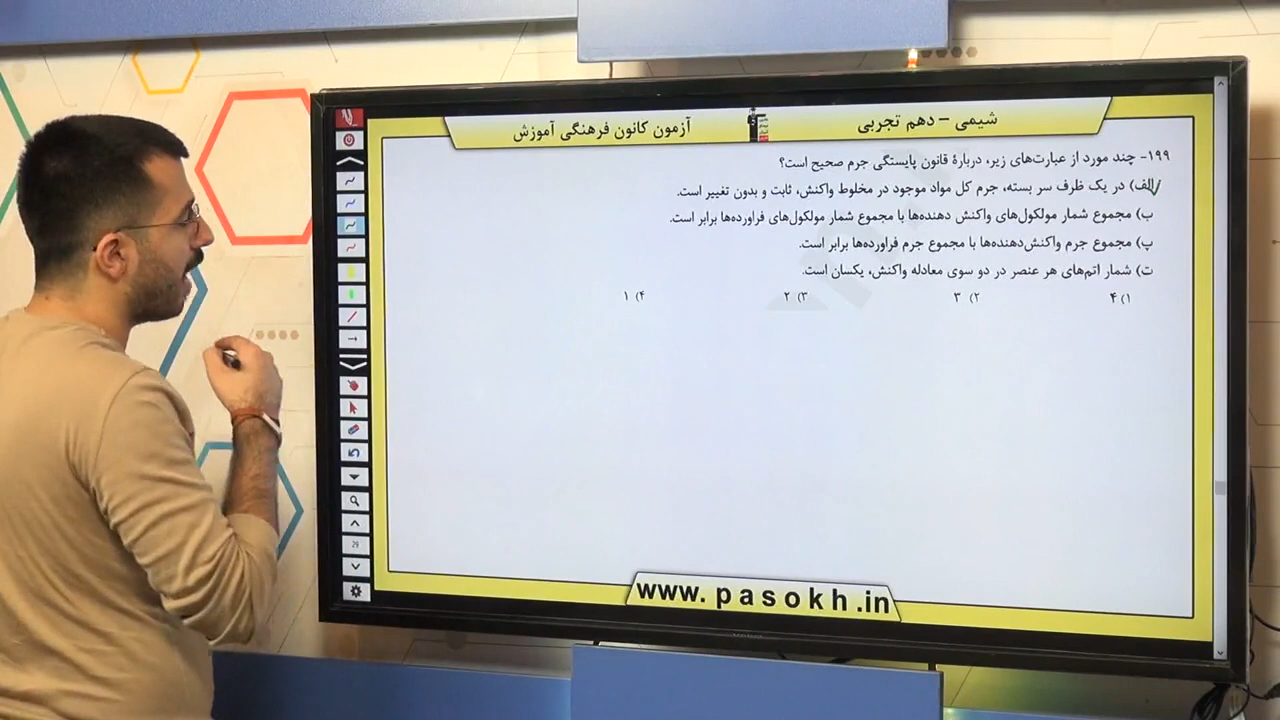 شیمی - دهم تجربی
آزمون کانون فرهنگی آموزش
۱۹۹- چند مورد از عبارت‌های زیر، دربارهٔ قانون پایستگی جرم صحیح است؟
الف) در یک ظرف سر بسته، جرم کل مواد موجود در مخلوط واکنش، ثابت و بدون تغییر است.
ب) مجموع شمار مولکول‌های واکنش دهنده‌ها با مجموع شمار مولکول‌های فراورده‌ها برابر است.
پ) مجموع جرم واکنش‌دهنده‌ها با مجموع جرم فراورده‌ها برابر است.
ت) شمار اتم‌های هر عنصر در دو سوی معادله واکنش، یکسان است.
۱) ۴ ۲) ۳ ۳) ۲ ۴) ۱
29
www.pasokh.in